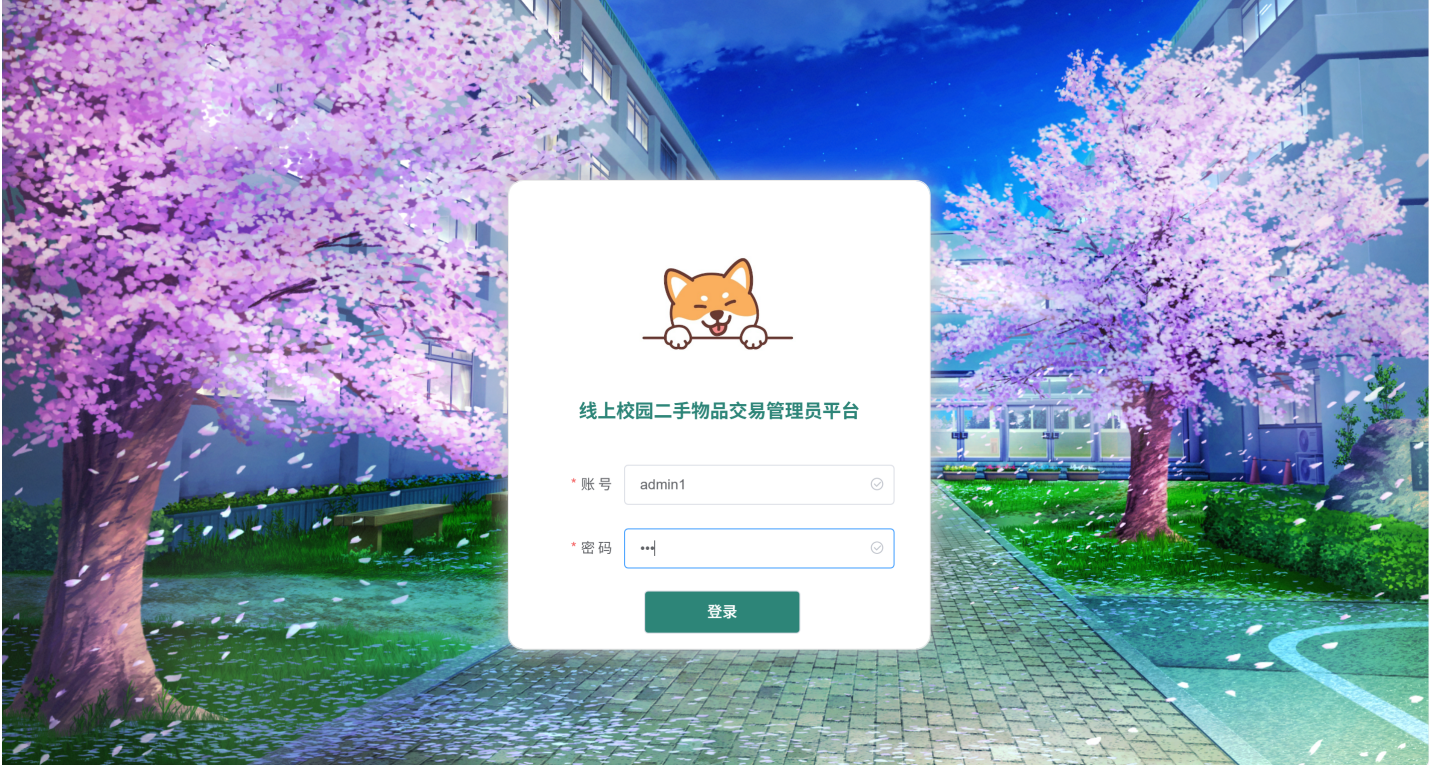 线上校园二手物品交易管理员平台
* 账 号 admin1
* 密 码 •••
登录